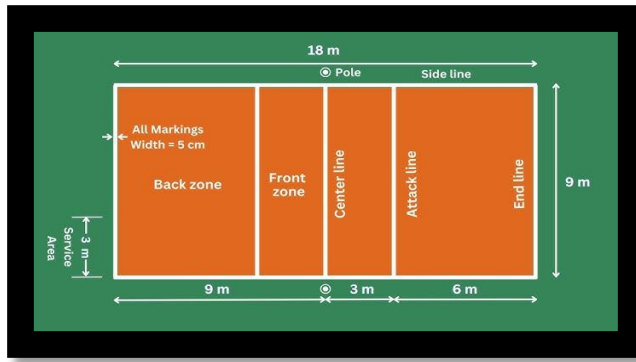 18 m
Pole
Side line
All Markings
Width = 5 cm
Back zone
Front
zone
Center line
Attack line
End line
9 m
3 m
Service
Area
9 m
3 m
6 m